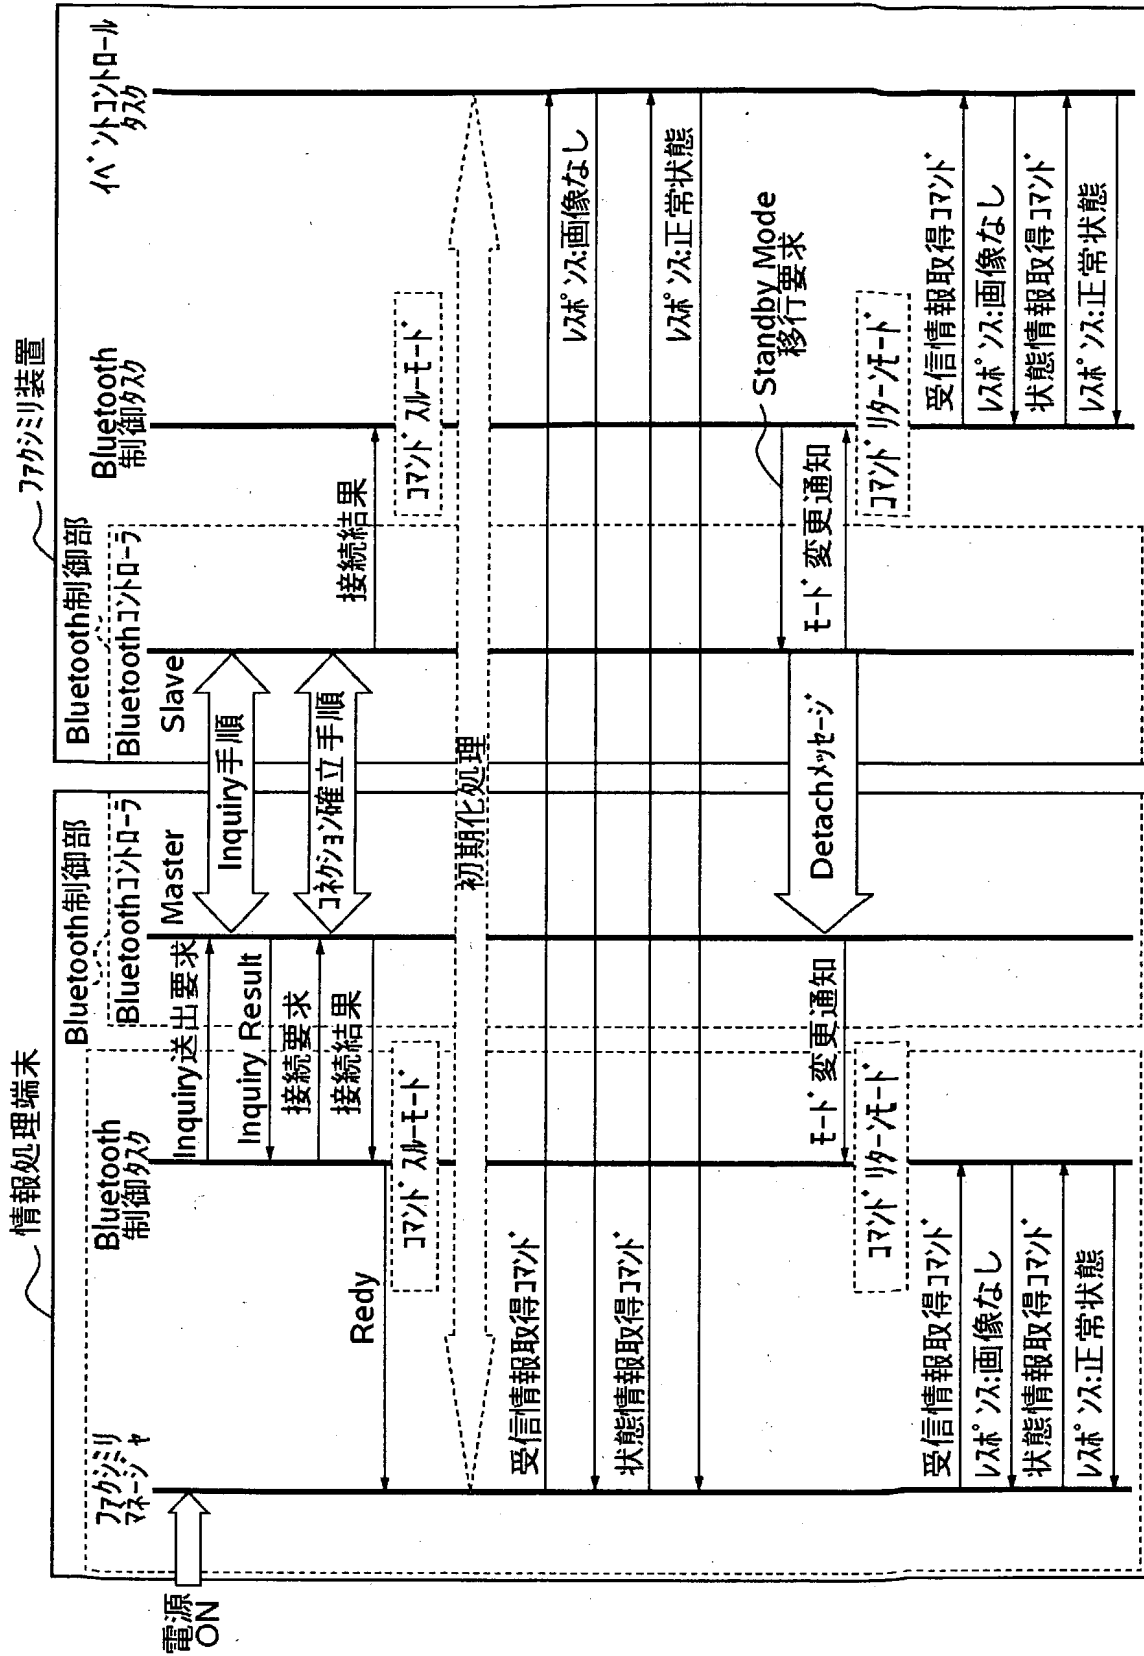 情報処理端末
ファクシミリ装置
Bluetooth制御部
Bluetooth制御部
Bluetoothコントローラ
Bluetoothコントローラ
ファクシミリ
マネージャ
Bluetooth
制御タスク
Master
Slave
Bluetooth
制御タスク
イベントコントロール
タスク
電源
ON
Inquiry送出要求
Inquiry手順
Inquiry Result
接続要求
コネクション確立手順
接続結果
接続結果
Redy
コマンドスルーモード
コマンドスルーモード
初期化処理
受信情報取得コマンド
レスポンス:画像なし
状態情報取得コマンド
レスポンス:正常状態
Standby Mode
移行要求
Detachメッセージ
モード変更通知
モード変更通知
コマンドリターンモード
コマンドリターンモード
受信情報取得コマンド
受信情報取得コマンド
レスポンス:画像なし
レスポンス:画像なし
状態情報取得コマンド
状態情報取得コマンド
レスポンス:正常状態
レスポンス:正常状態